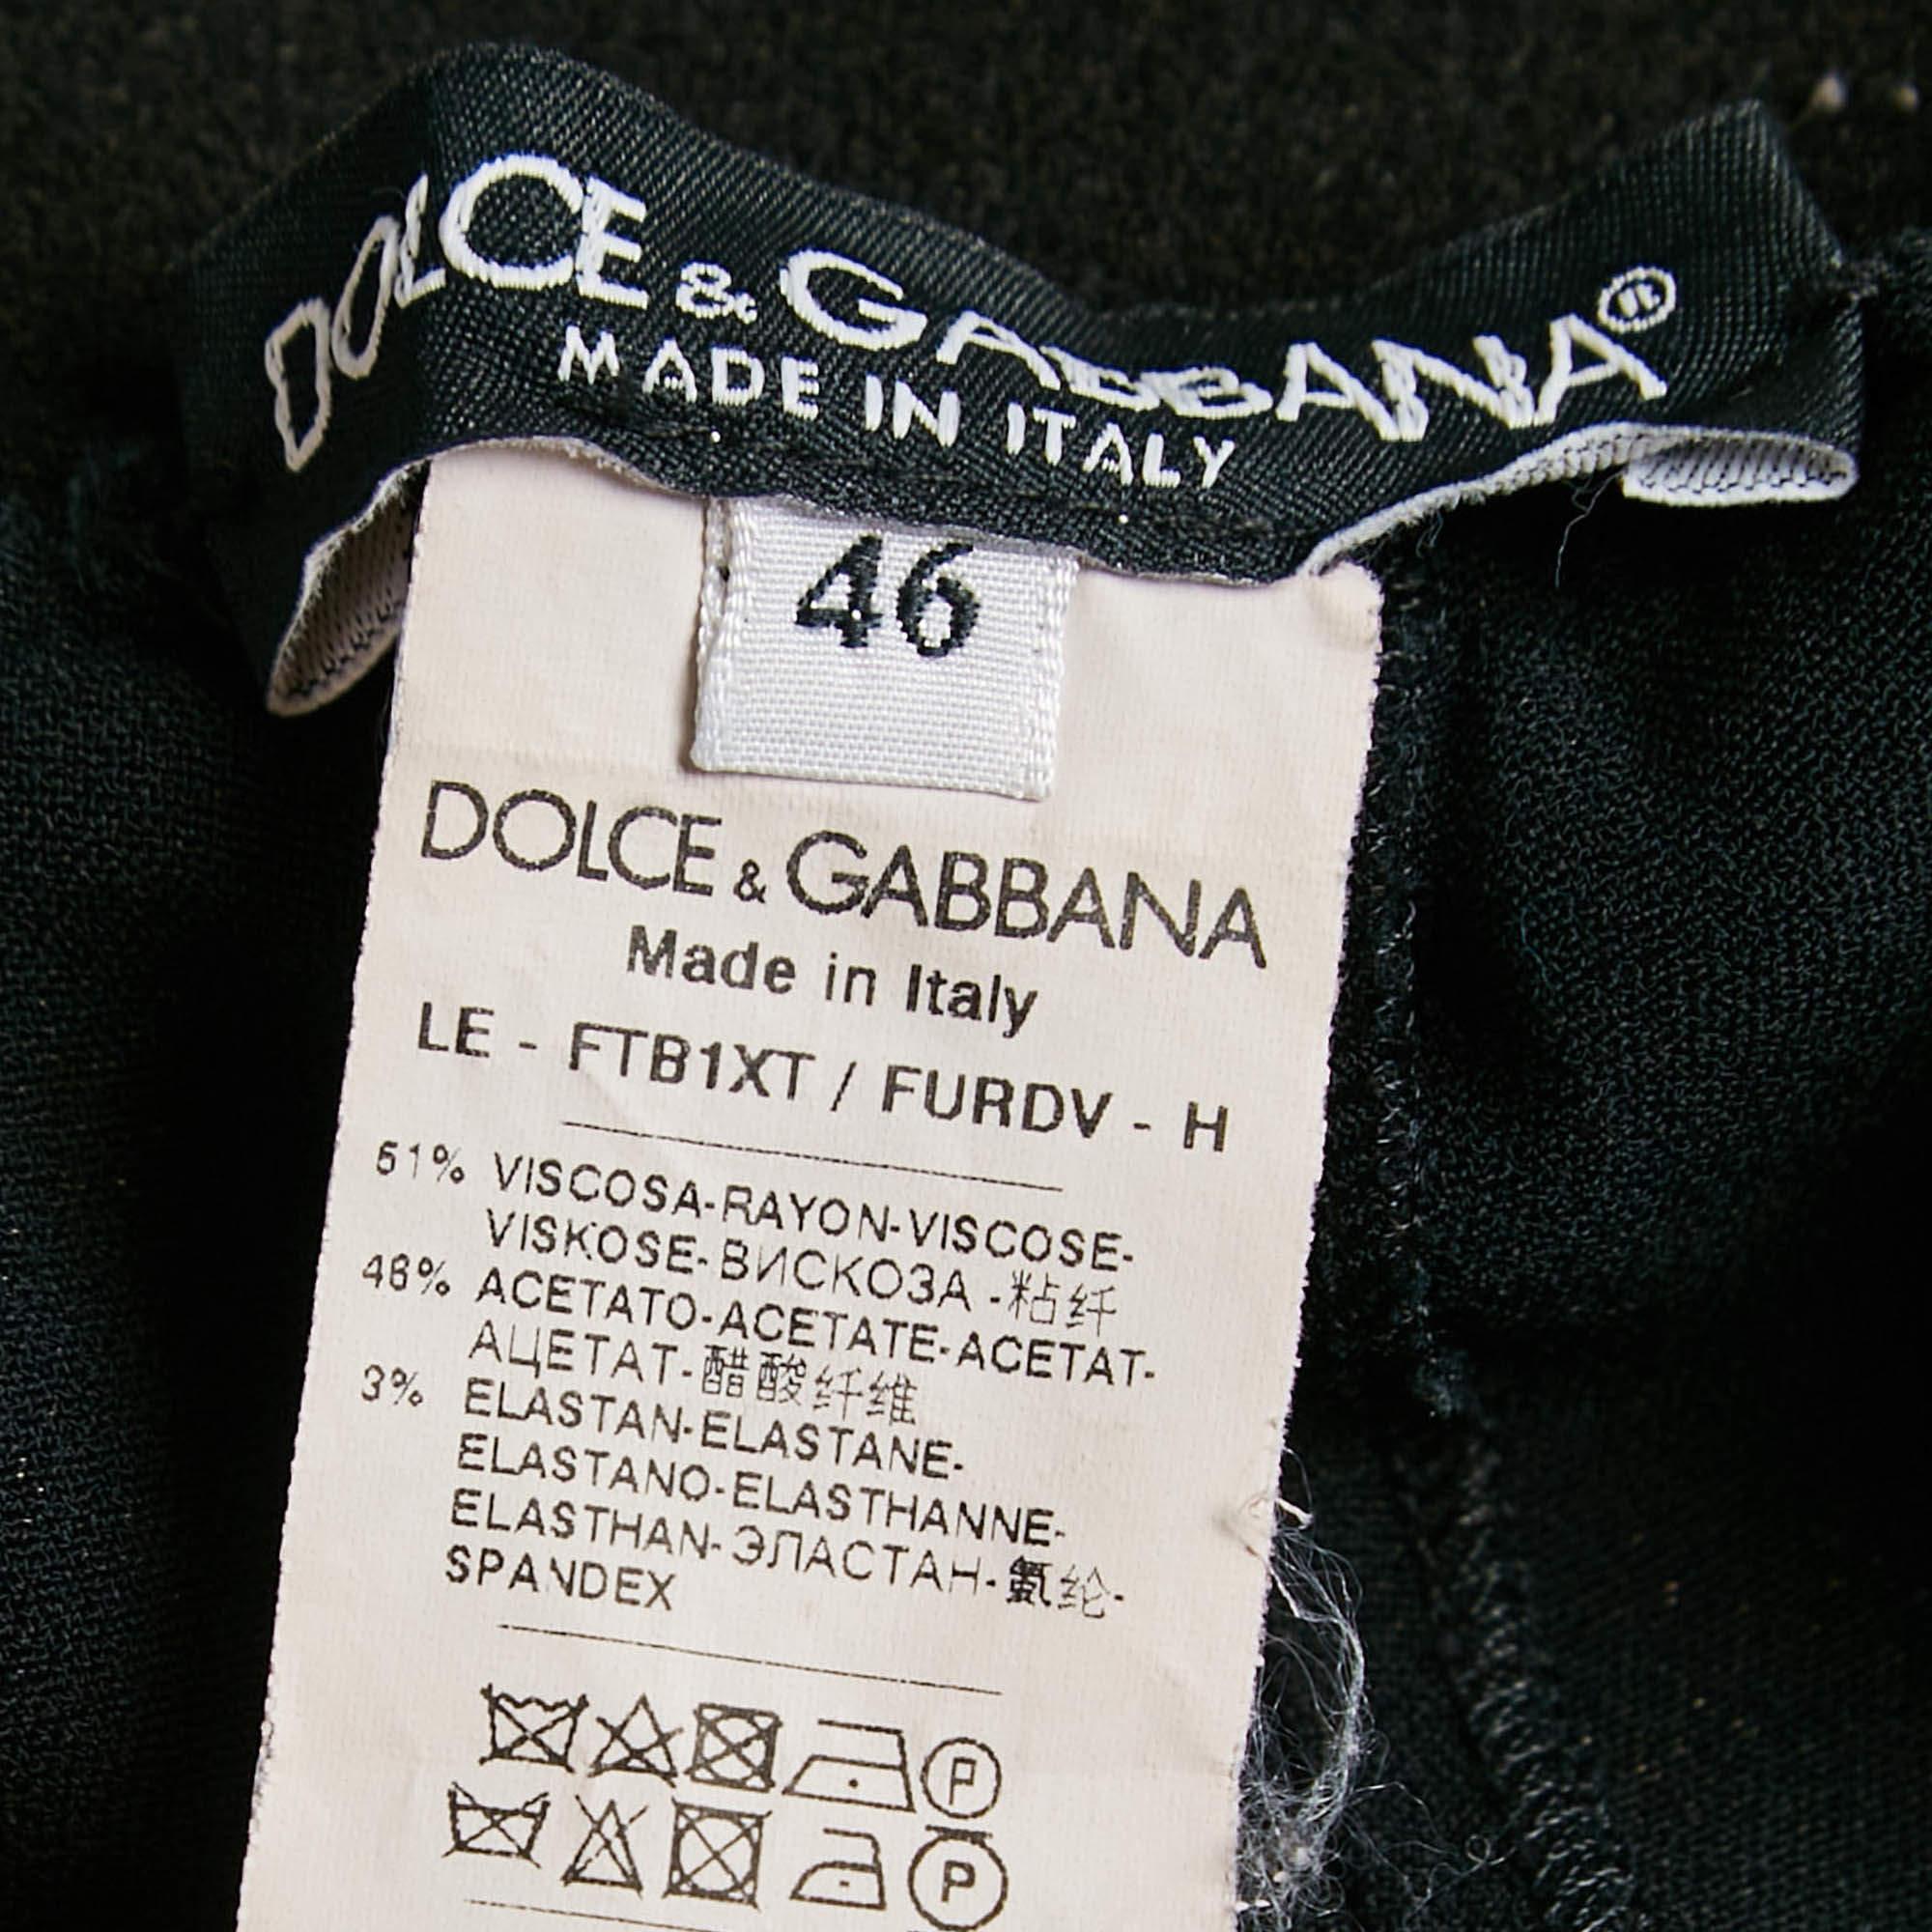 DOLCE & GABBANA®
MADE IN ITALY
46
DOLCE & GABBANA
Made in Italy
LE - FTB1XT / FURDV - H
51% VISCOSA-RAYON-VISCOSE-
VISKOSE-ВИСКОЗА-粘纤
46% ACETATO-ACETATE-ACETAT-
АЦЕТАТ-醋酸纤维
3% ELASTAN-ELASTANE-
ELASTANO-ELASTHANNE-
ELASTHAN-ЭЛАСТАН-氨纶-
SPANDEX
P
P